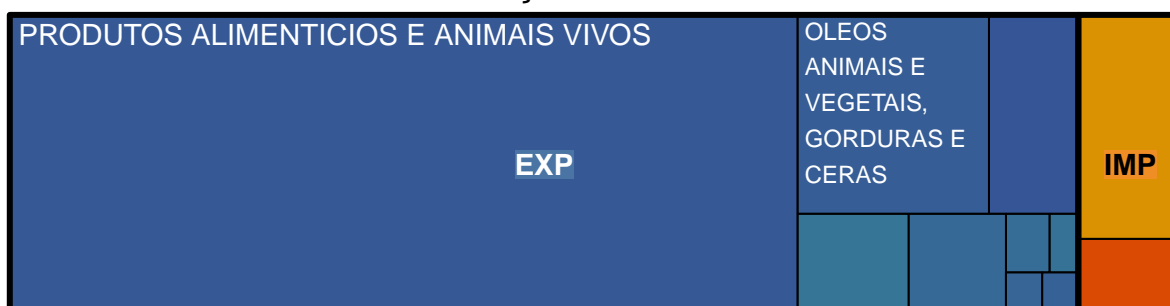 PRODUTOS ALIMENTICIOS E ANIMAIS VIVOS
EXP
OLEOS
ANIMAIS E
VEGETAIS,
GORDURAS E
CERAS
IMP